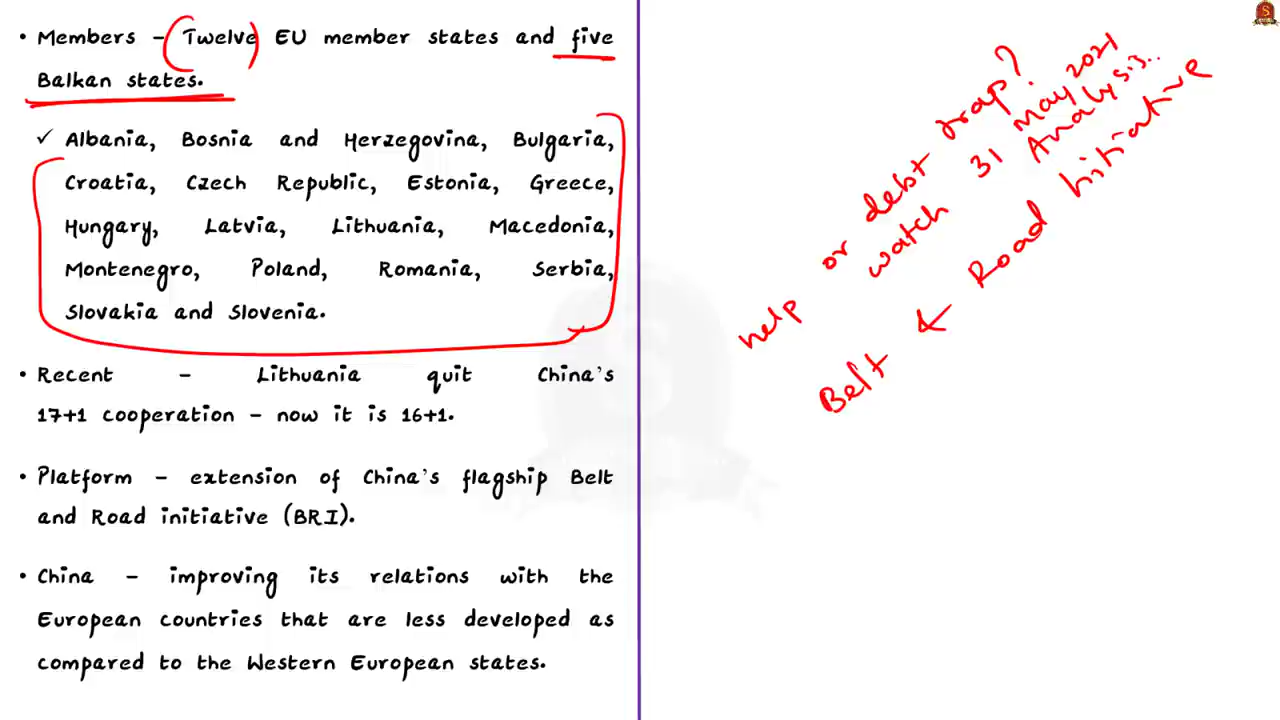 • Members – Twelve EU member states and five
Balkan states.
✓ Albania, Bosnia and Herzegovina, Bulgaria,
Croatia, Czech Republic, Estonia, Greece,
Hungary, Latvia, Lithuania, Macedonia,
Montenegro, Poland, Romania, Serbia,
Slovakia and Slovenia.
• Recent – Lithuania quit China's
17+1 cooperation – now it is 16+1.
• Platform – extension of China's flagship Belt
and Road initiative (BRI).
• China – improving its relations with the
European countries that are less developed as
compared to the Western European states.
help or debt trap?
watch 31 May 2021
Analysis..
Belt & Road Initiative